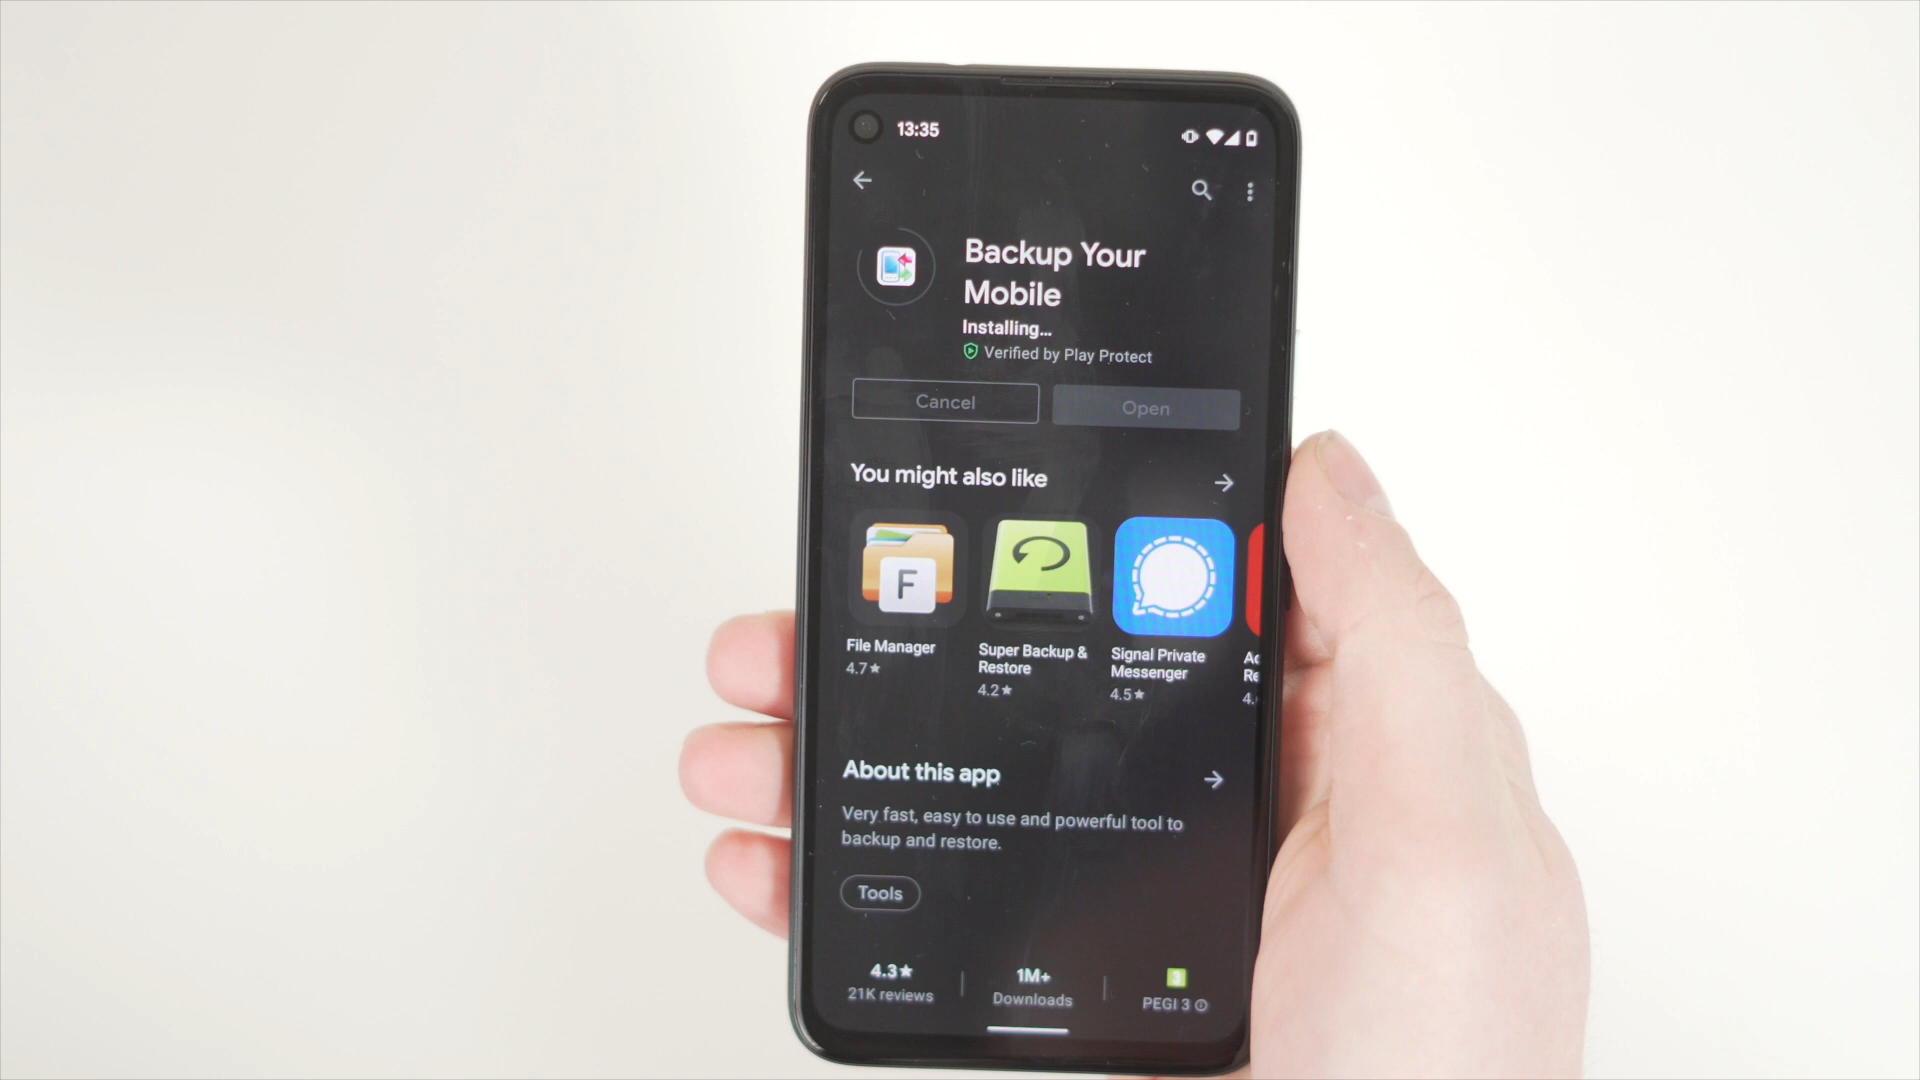 13:35
Backup Your
Mobile
Installing...
Verified by Play Protect
Cancel
Open
You might also like
F
File Manager
4.7★
Super Backup &
Restore
4.2★
Signal Private
Messenger
4.5★
About this app
Very fast, easy to use and powerful tool to
backup and restore.
Tools
4.3★
21K reviews
1M+
Downloads
3
PEGI 3